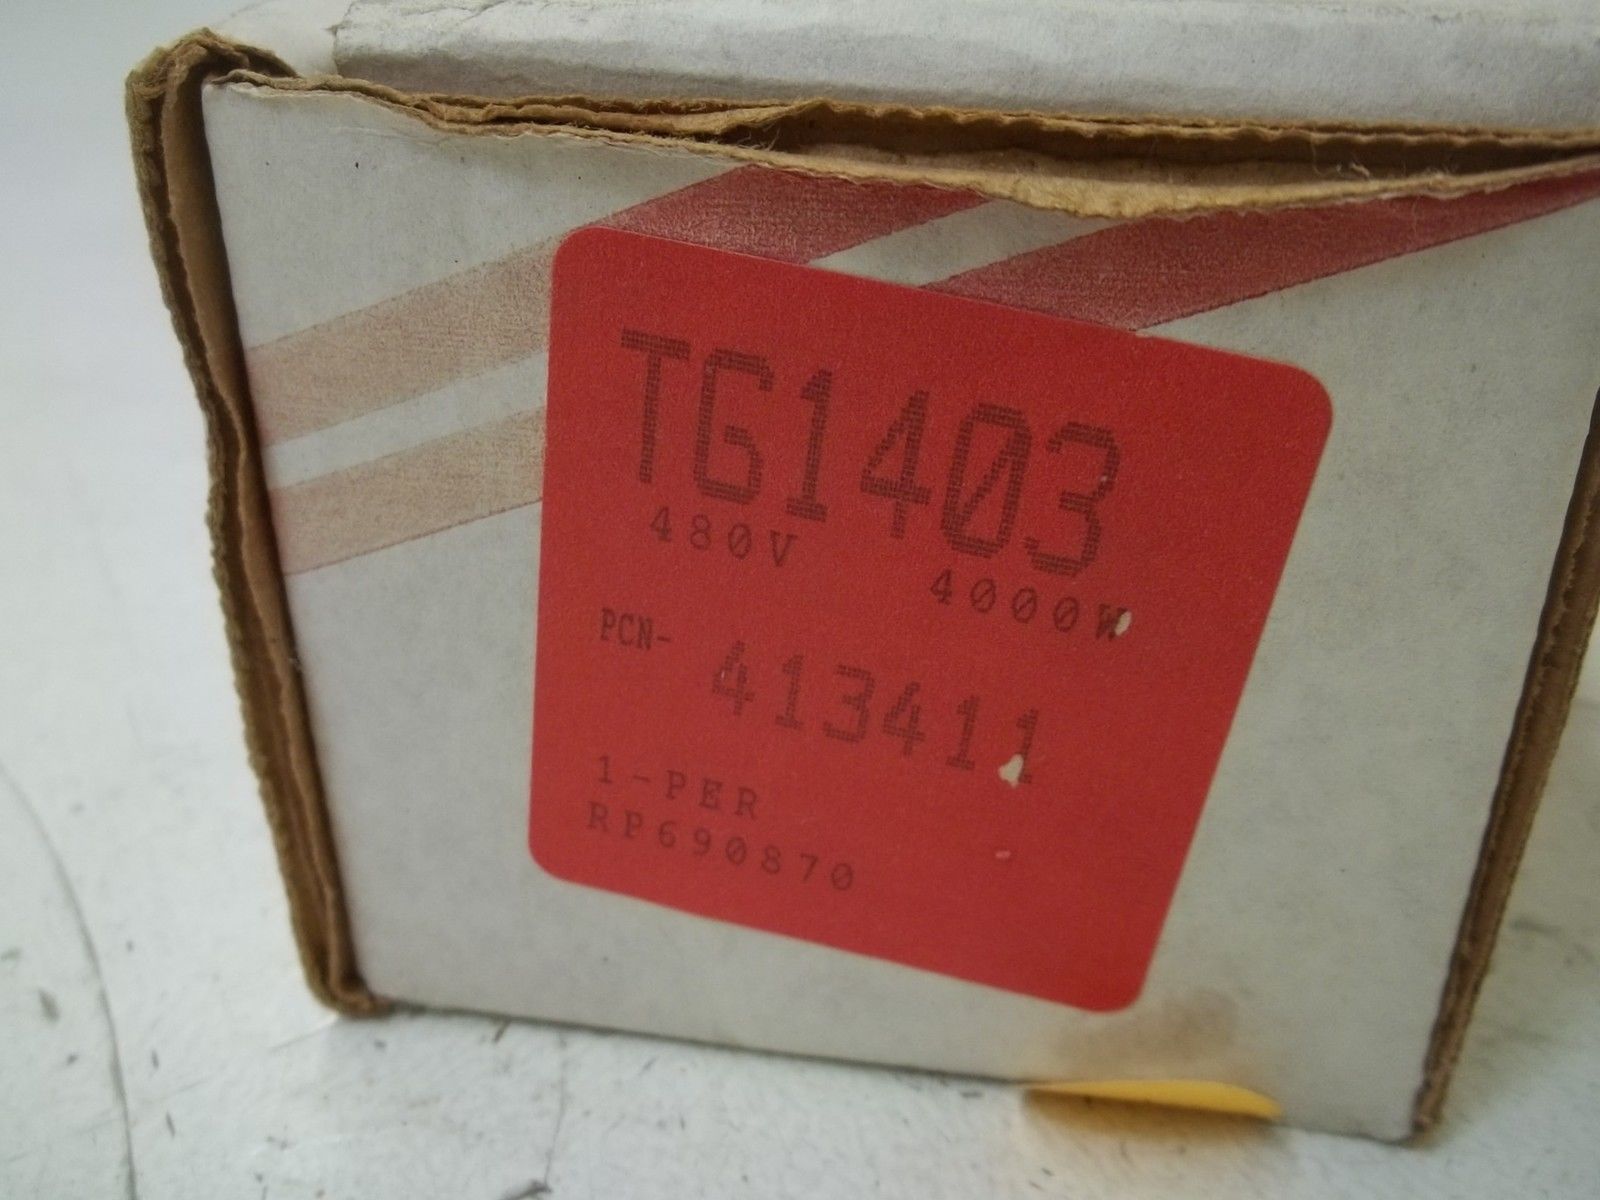 TG1403
480V 4000W
PCN- 413411
1-PER
RP690870